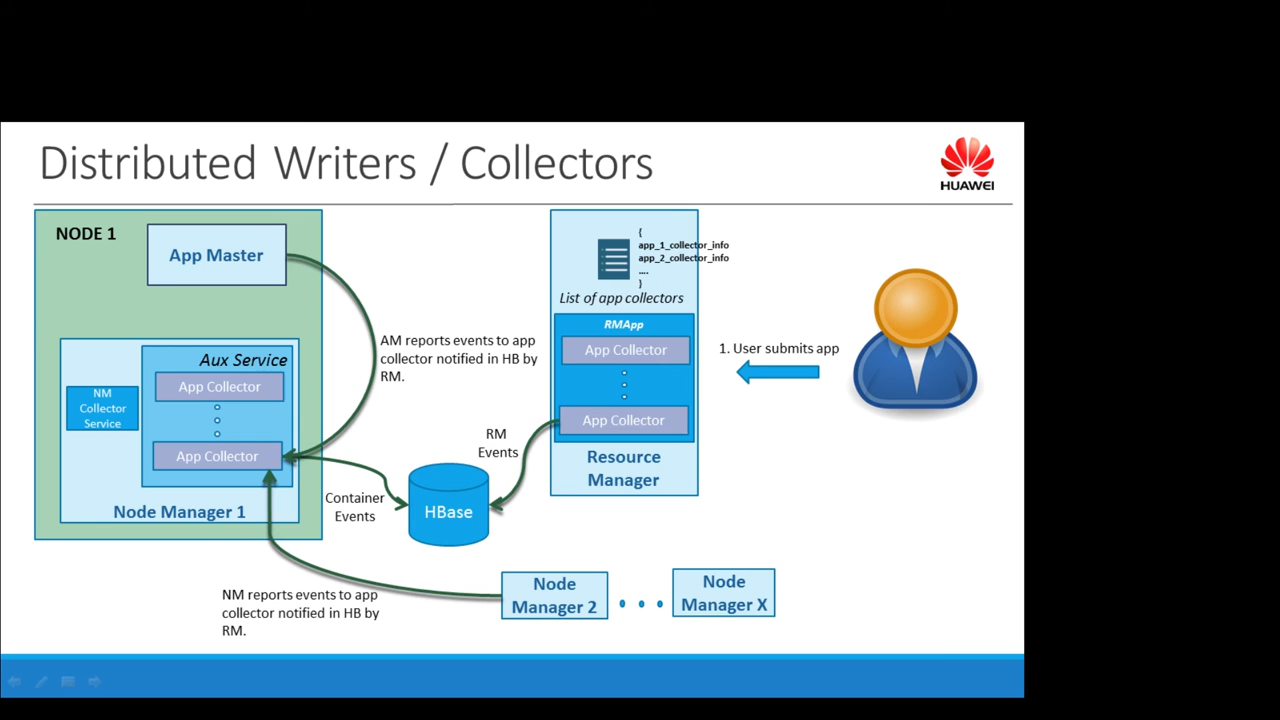 Distributed Writers / Collectors
HUAWEI
NODE 1
App Master
Aux Service
App Collector
App Collector
NM
Collector
Service
Node Manager 1
AM reports events to app
collector notified in HB by
RM.
Container
Events
HBase
RM
Events
{
app_1_collector_info
app_2_collector_info
....
}
List of app collectors
RMApp
App Collector
App Collector
Resource
Manager
1. User submits app
NM reports events to app
collector notified in HB by
RM.
Node
Manager 2
Node
Manager X